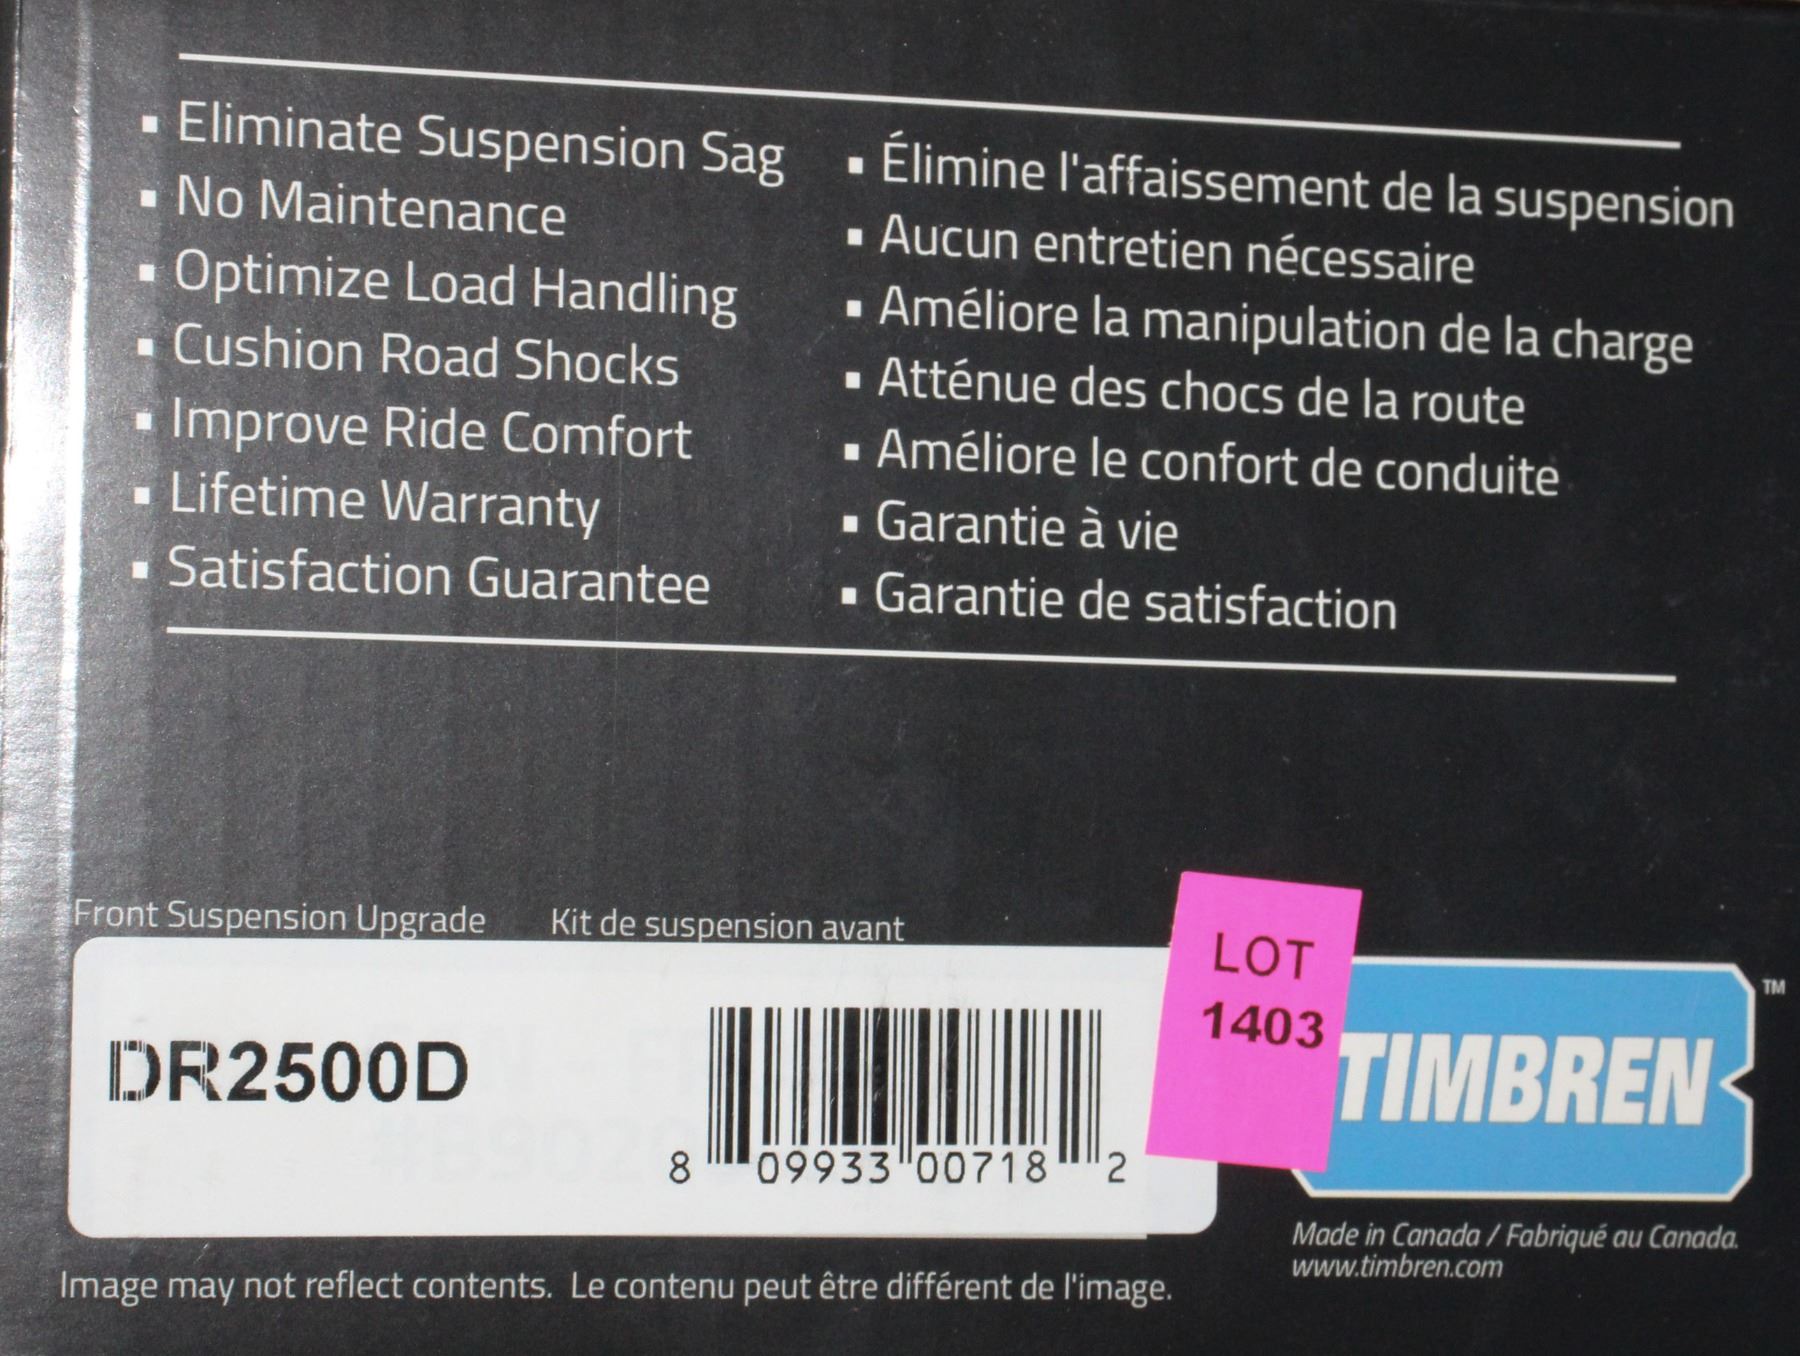 ▪ Eliminate Suspension Sag
▪ No Maintenance
▪ Optimize Load Handling
▪ Cushion Road Shocks
▪ Improve Ride Comfort
▪ Lifetime Warranty
▪ Satisfaction Guarantee
▪ Élimine l'affaissement de la suspension
▪ Aucun entretien nécessaire
▪ Améliore la manipulation de la charge
▪ Atténue des chocs de la route
▪ Améliore le confort de conduite
▪ Garantie à vie
▪ Garantie de satisfaction
Front Suspension Upgrade Kit de suspension avant
DR2500D
8 09933 00718 2
LOT
1403
TIMBREN™
Made in Canada / Fabriqué au Canada.
www.timbren.com
Image may not reflect contents. Le contenu peut être différent de l'image.